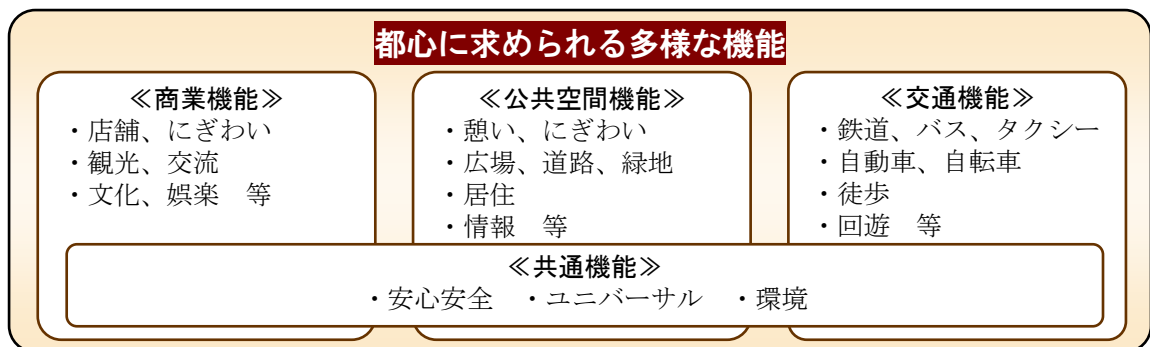 都心に求められる多様な機能
≪商業機能≫
・店舗、にぎわい
・観光、交流
・文化、娯楽　等
≪公共空間機能≫
・憩い、にぎわい
・広場、道路、緑地
・居住
・情報　等
≪交通機能≫
・鉄道、バス、タクシー
・自動車、自転車
・徒歩
・回遊　等
≪共通機能≫
・安心安全　・ユニバーサル　・環境